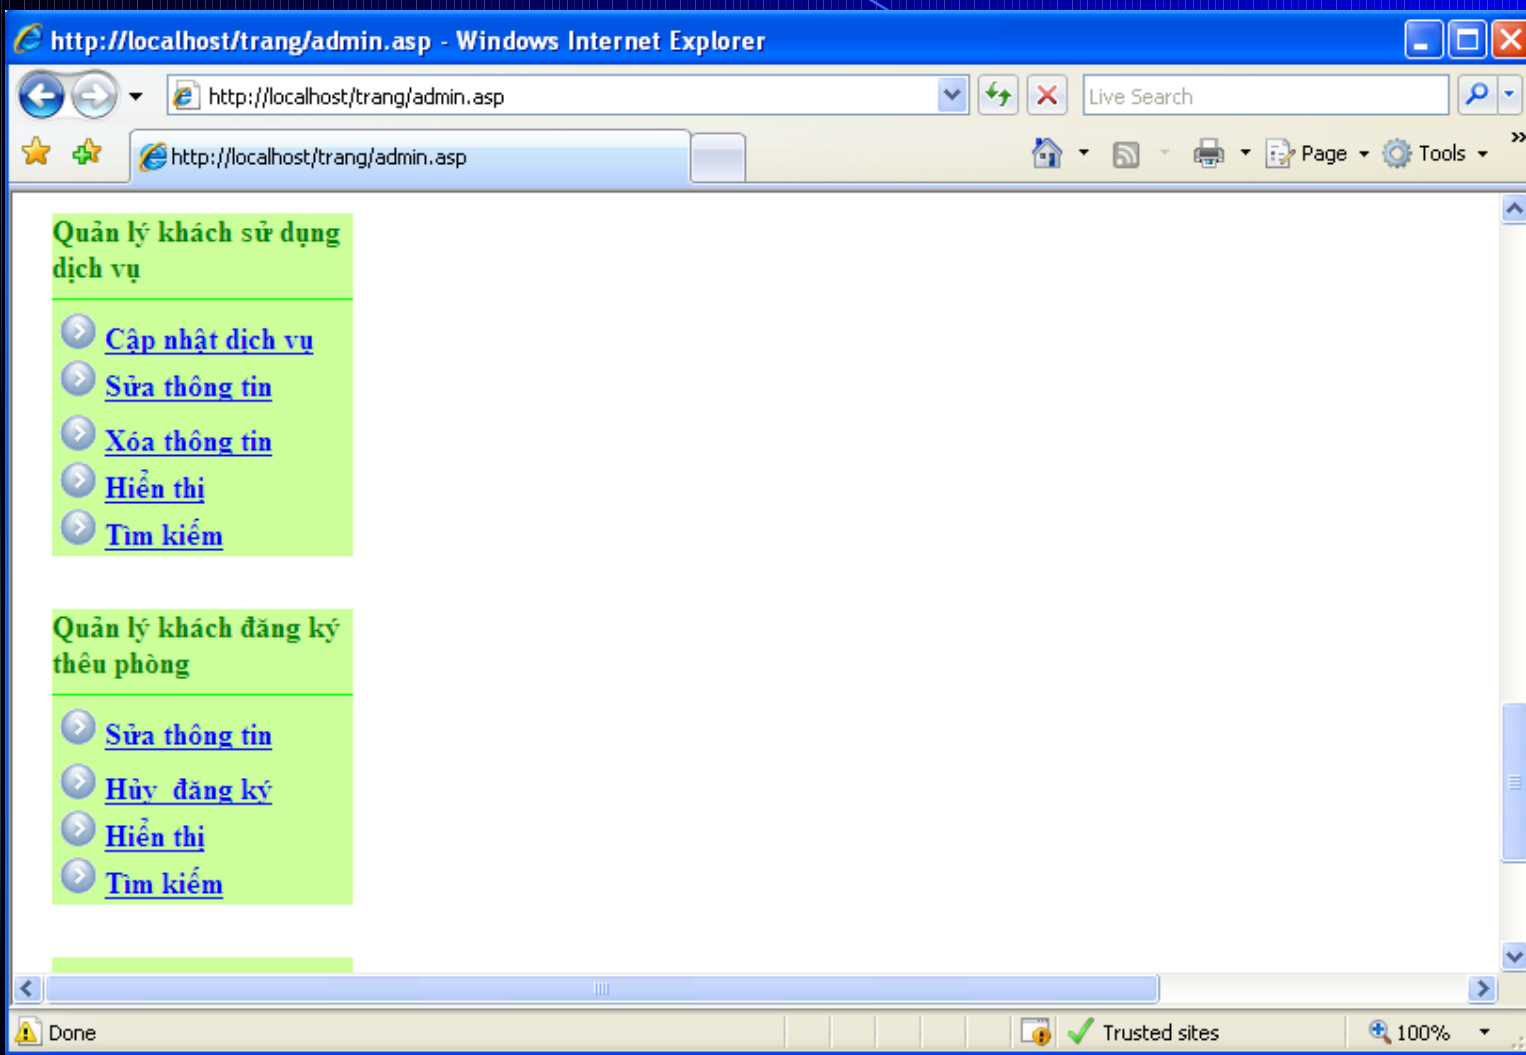 http://localhost/trang/admin.asp - Windows Internet Explorer
http://localhost/trang/admin.asp
Live Search
http://localhost/trang/admin.asp
Page
Tools
»
Quản lý khách sử dụng
dịch vụ
Cập nhật dịch vụ
Sửa thông tin
Xóa thông tin
Hiển thị
Tìm kiếm
Quản lý khách đăng ký
thêu phòng
Sửa thông tin
Hủy  đăng ký
Hiển thị
Tìm kiếm
Done
Trusted sites
100%